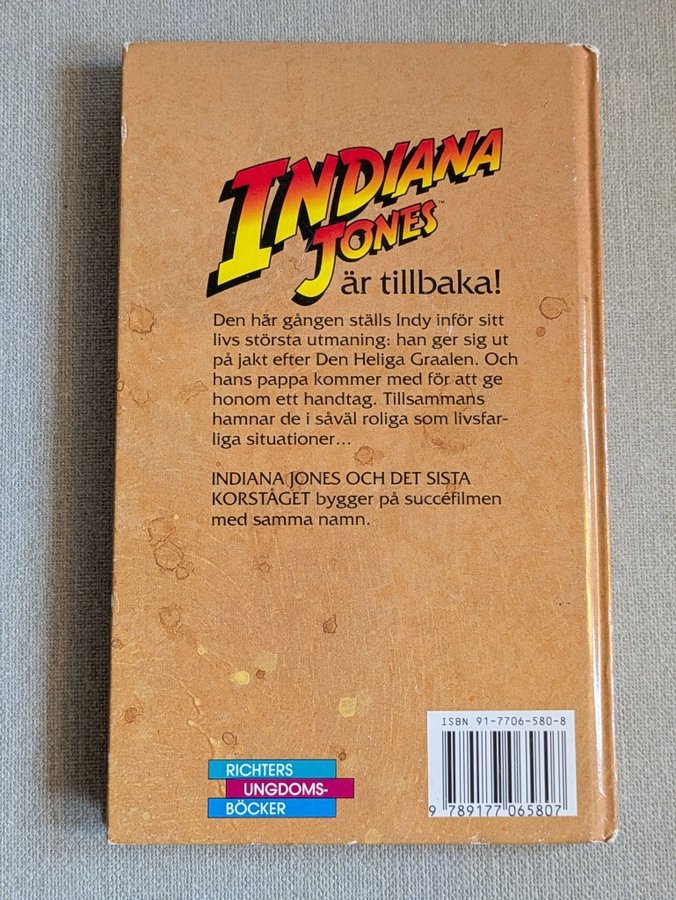 INDIANA
JONES™
är tillbaka!
Den här gången ställs Indy inför sitt
livs största utmaning: han ger sig ut
på jakt efter Den Heliga Graalen. Och
hans pappa kommer med för att ge
honom ett handtag. Tillsammans
hamnar de i såväl roliga som livsfar-
liga situationer...
INDIANA JONES OCH DET SISTA
KORSTÅGET bygger på succéfilmen
med samma namn.
ISBN 91-7706-580-8
9 789177 065807
RICHTERS
UNGDOMS-
BÖCKER